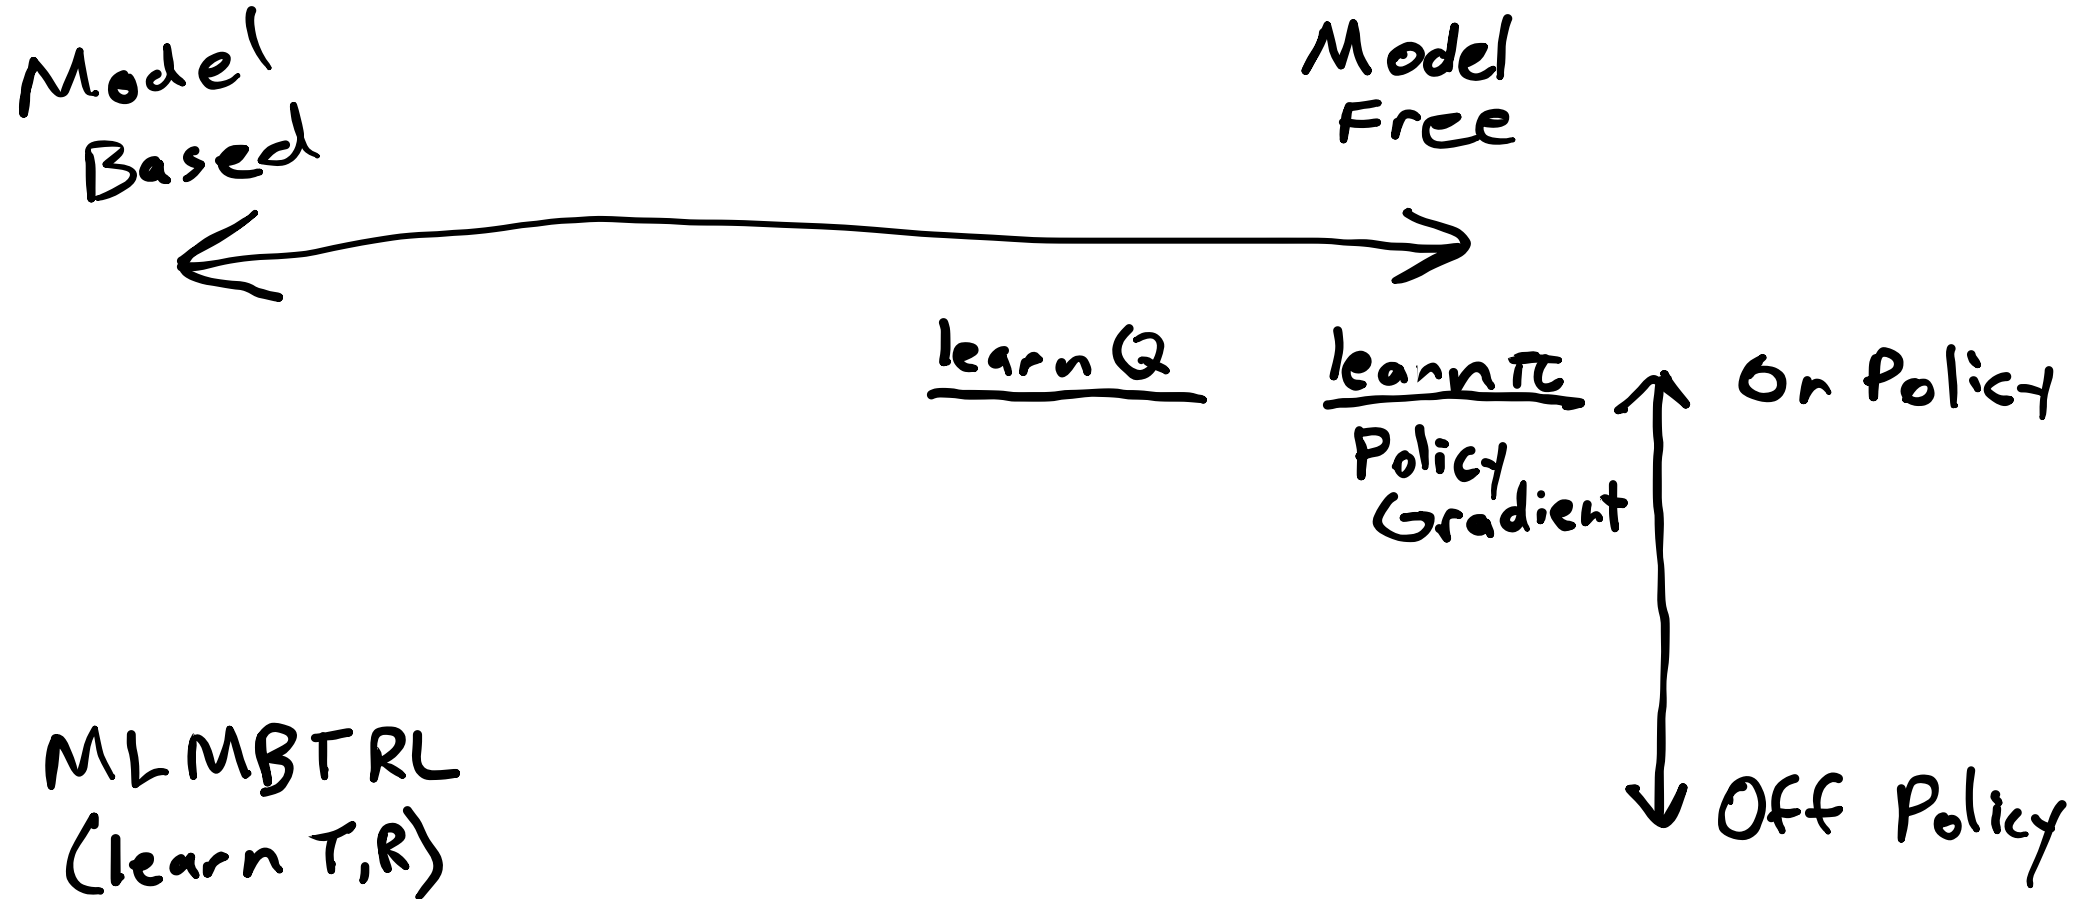 Model
Based
Model
Free
learn Q
learn π
Policy
Gradient
On Policy
MLMBTRL
(learn T,R)
Off Policy